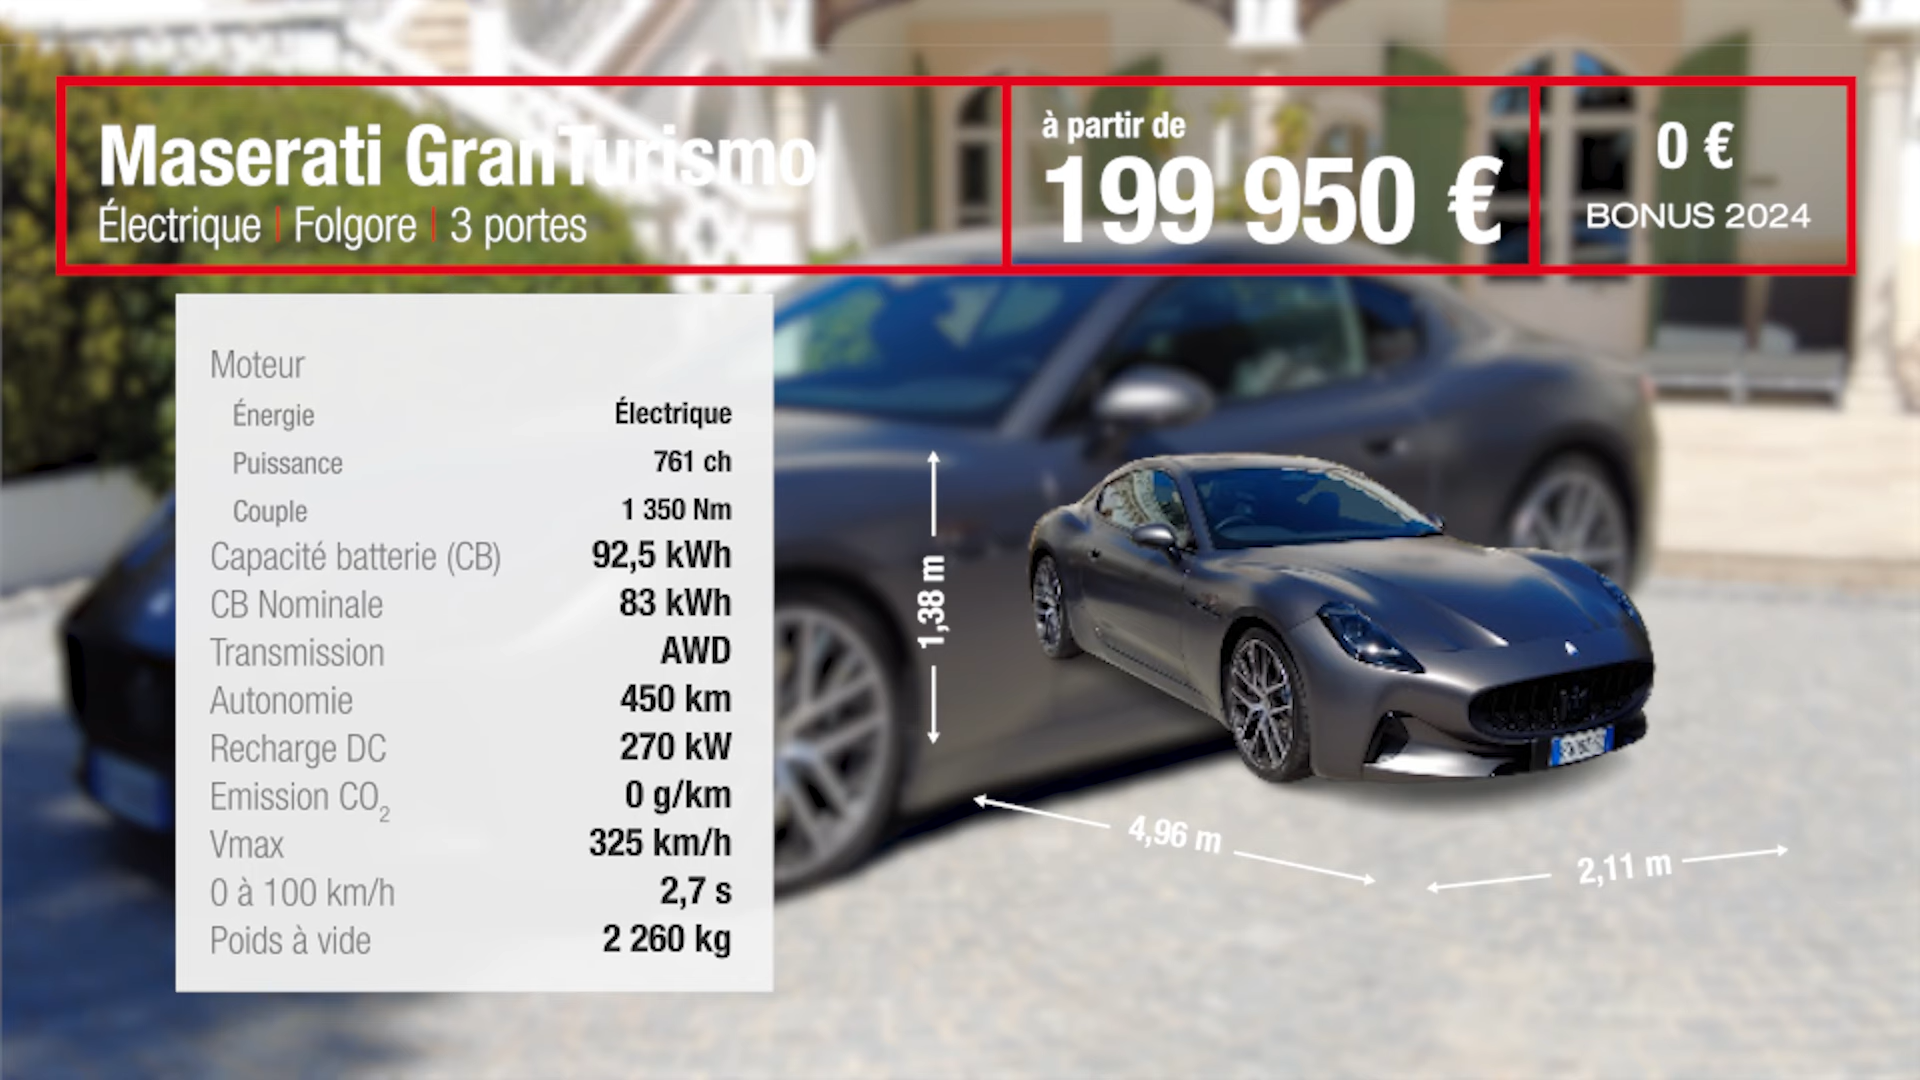 Maserati GranTurismo
Électrique | Folgore | 3 portes
à partir de
199 950 €
0 €
BONUS 2024
Moteur
Énergie Électrique
Puissance 761 ch
Couple 1 350 Nm
Capacité batterie (CB) 92,5 kWh
CB Nominale 83 kWh
Transmission AWD
Autonomie 450 km
Recharge DC 270 kW
Emission CO₂ 0 g/km
Vmax 325 km/h
0 à 100 km/h 2,7 s
Poids à vide 2 260 kg
1,38 m
4,96 m
2,11 m